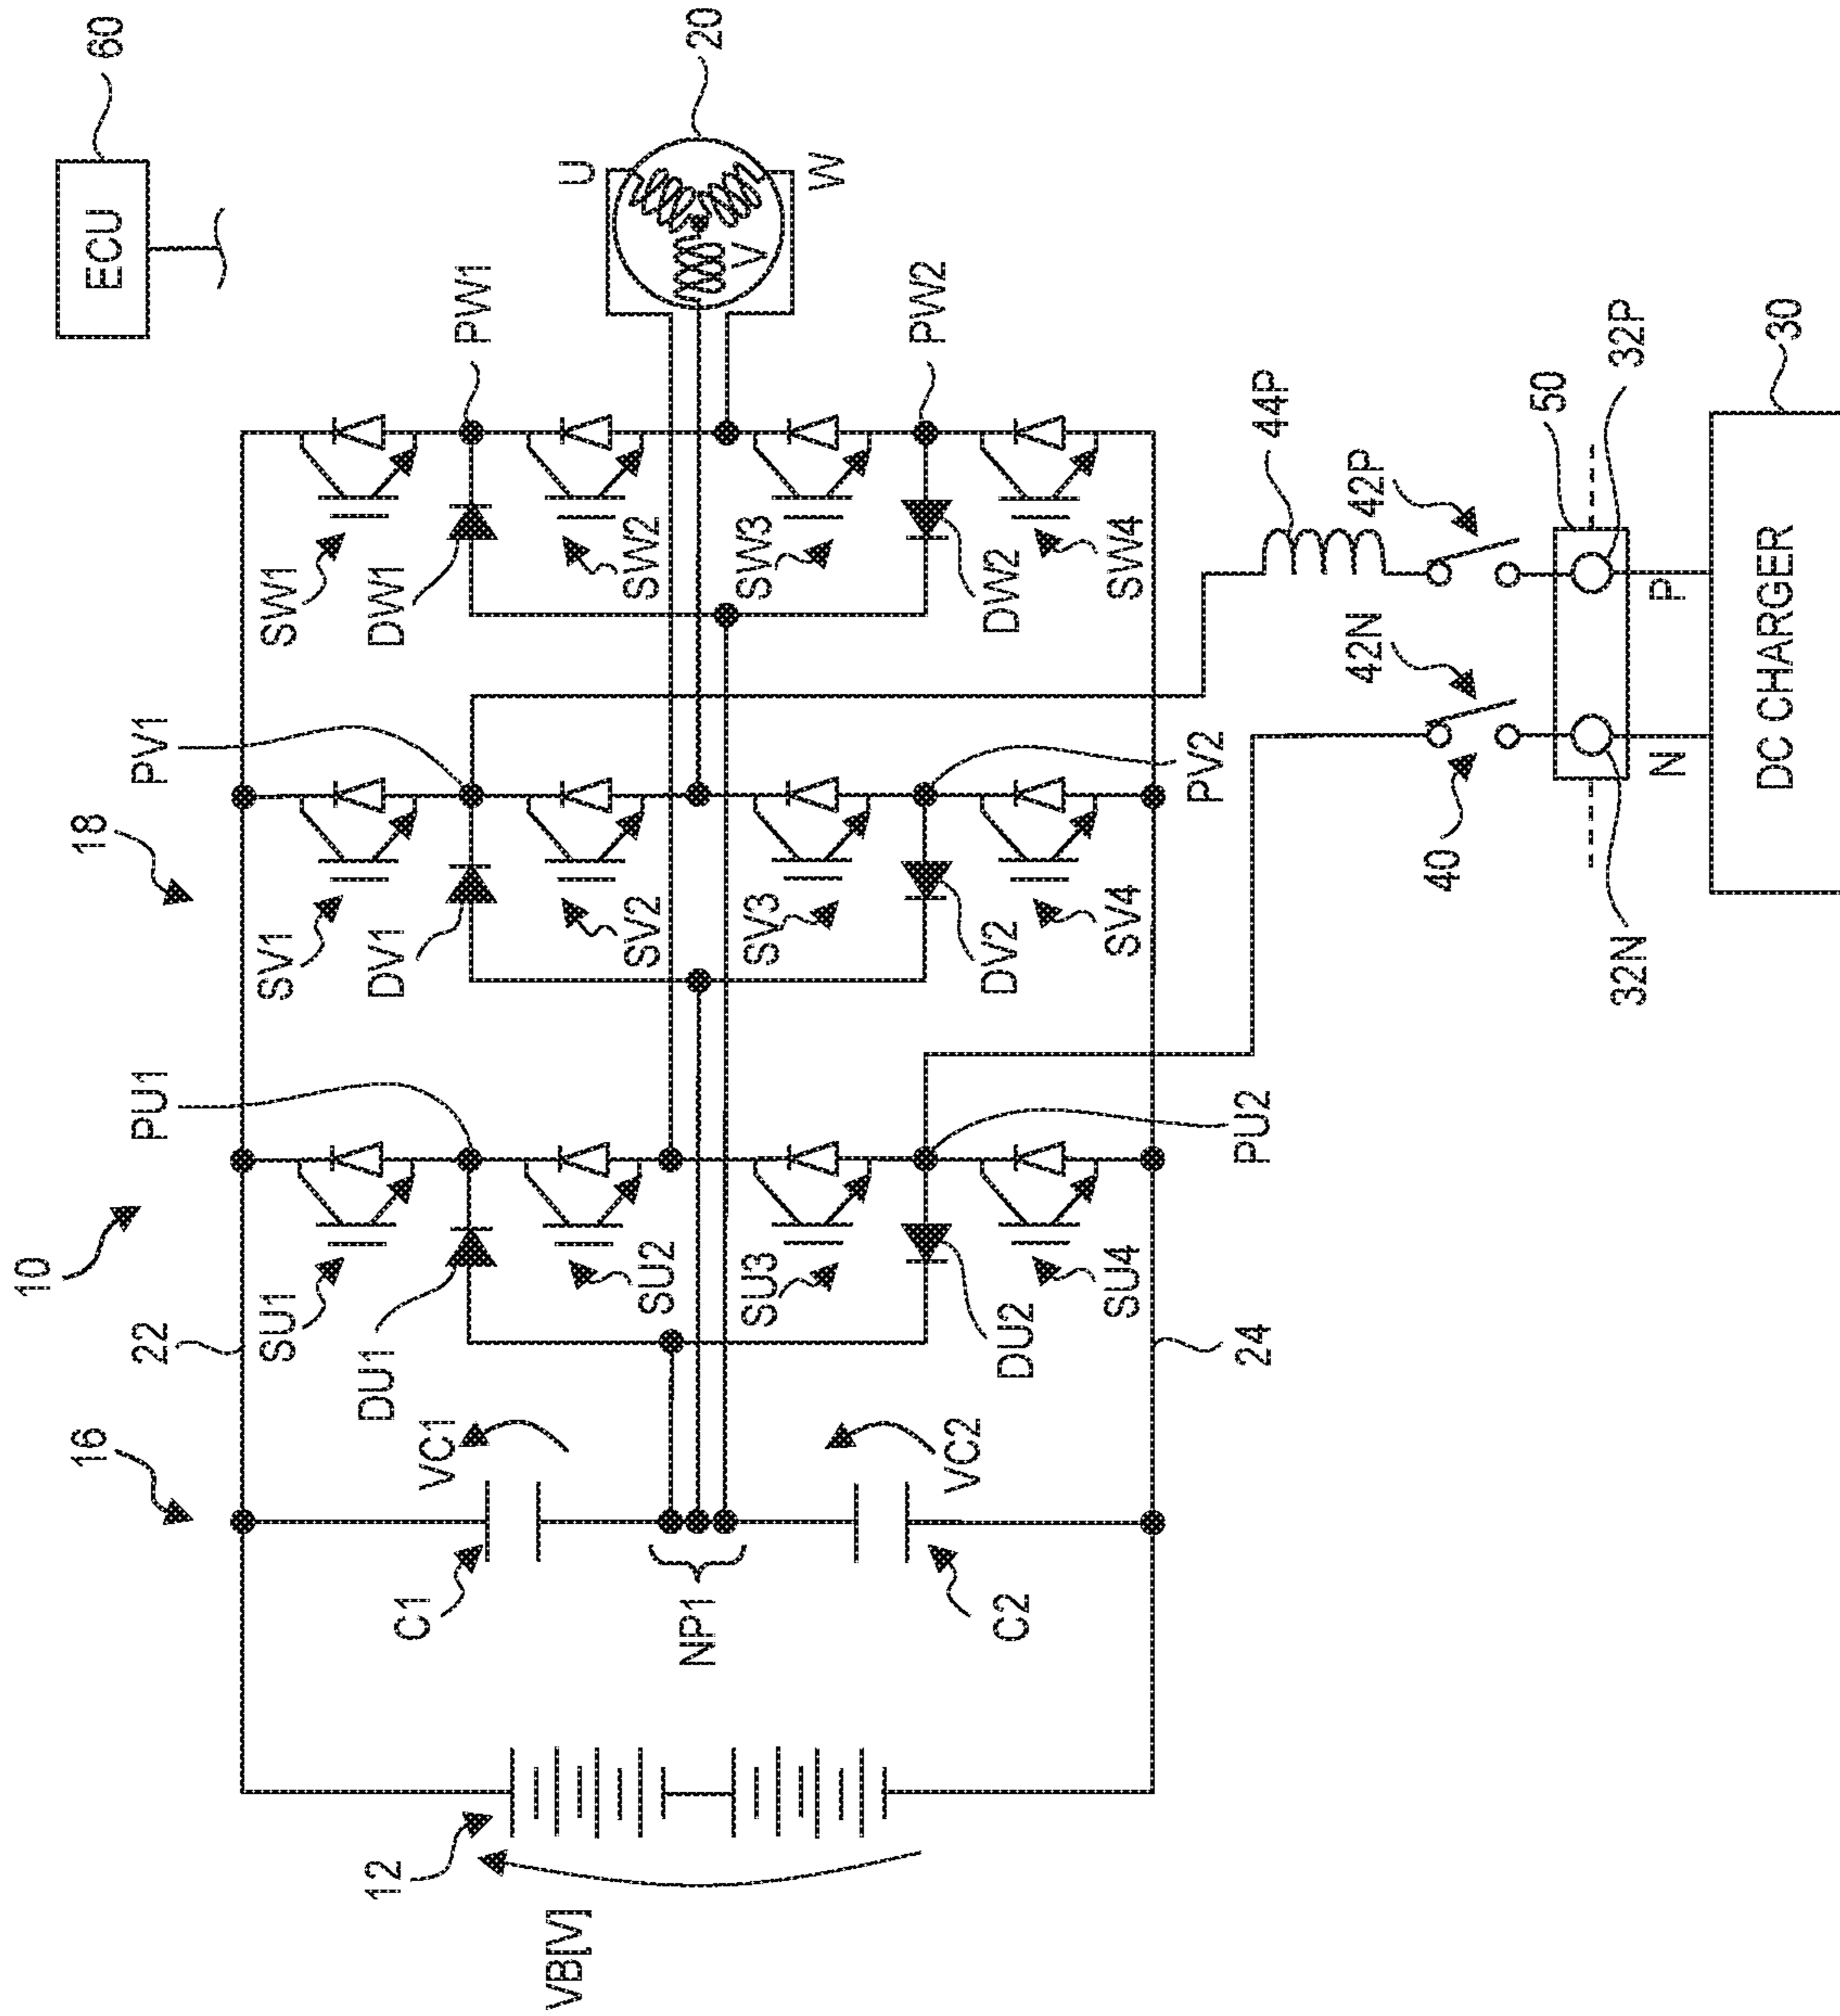 10
16
18
ECU
60
22
PU1
PV1
SU1
SV1
SW1
PW1
DU1
DV1
DW1
12
C1
VC1
VB[V]
U
20
SU2
SV2
SW2
NP1
V
SU3
SV3
SW3
W
C2
VC2
DU2
DV2
DW2
PW2
SU4
SV4
SW4
24
PU2
PV2
44P
40
42N
42P
50
32N
32P
N
P
DC CHARGER
30